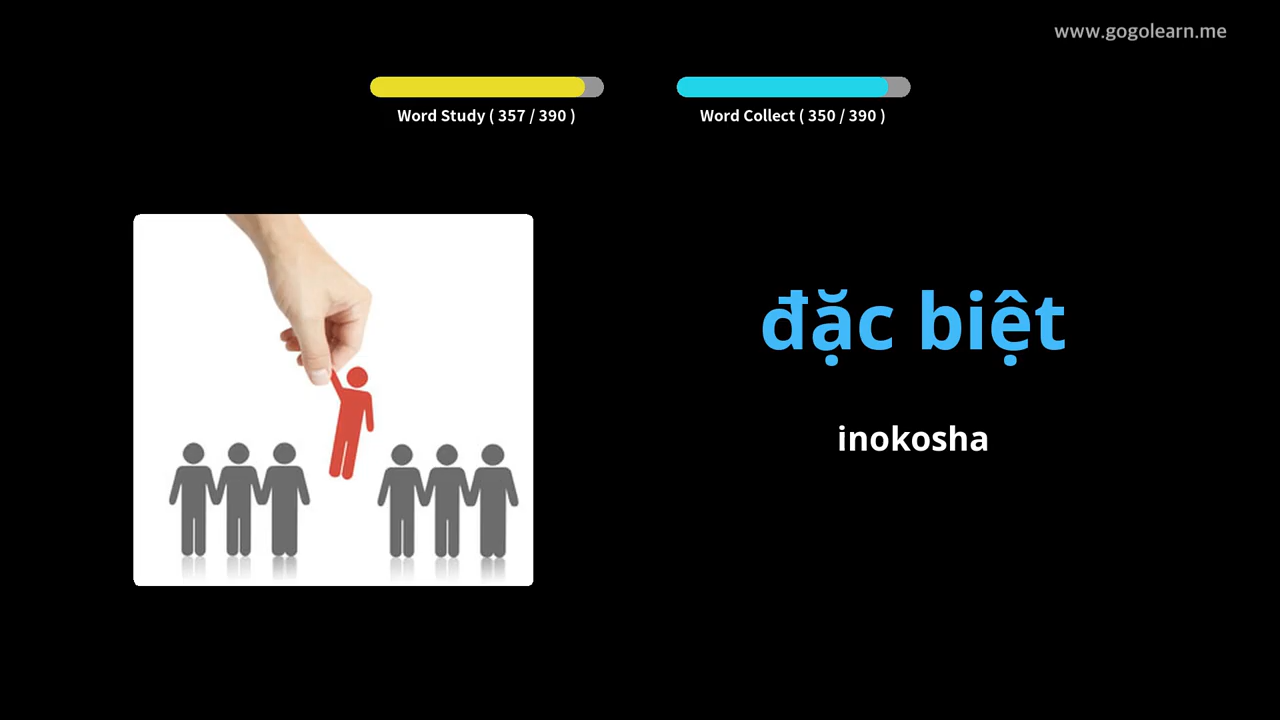 www.gogolearn.me
Word Study ( 357 / 390 )
Word Collect ( 350 / 390 )
đặc biệt
inokosha